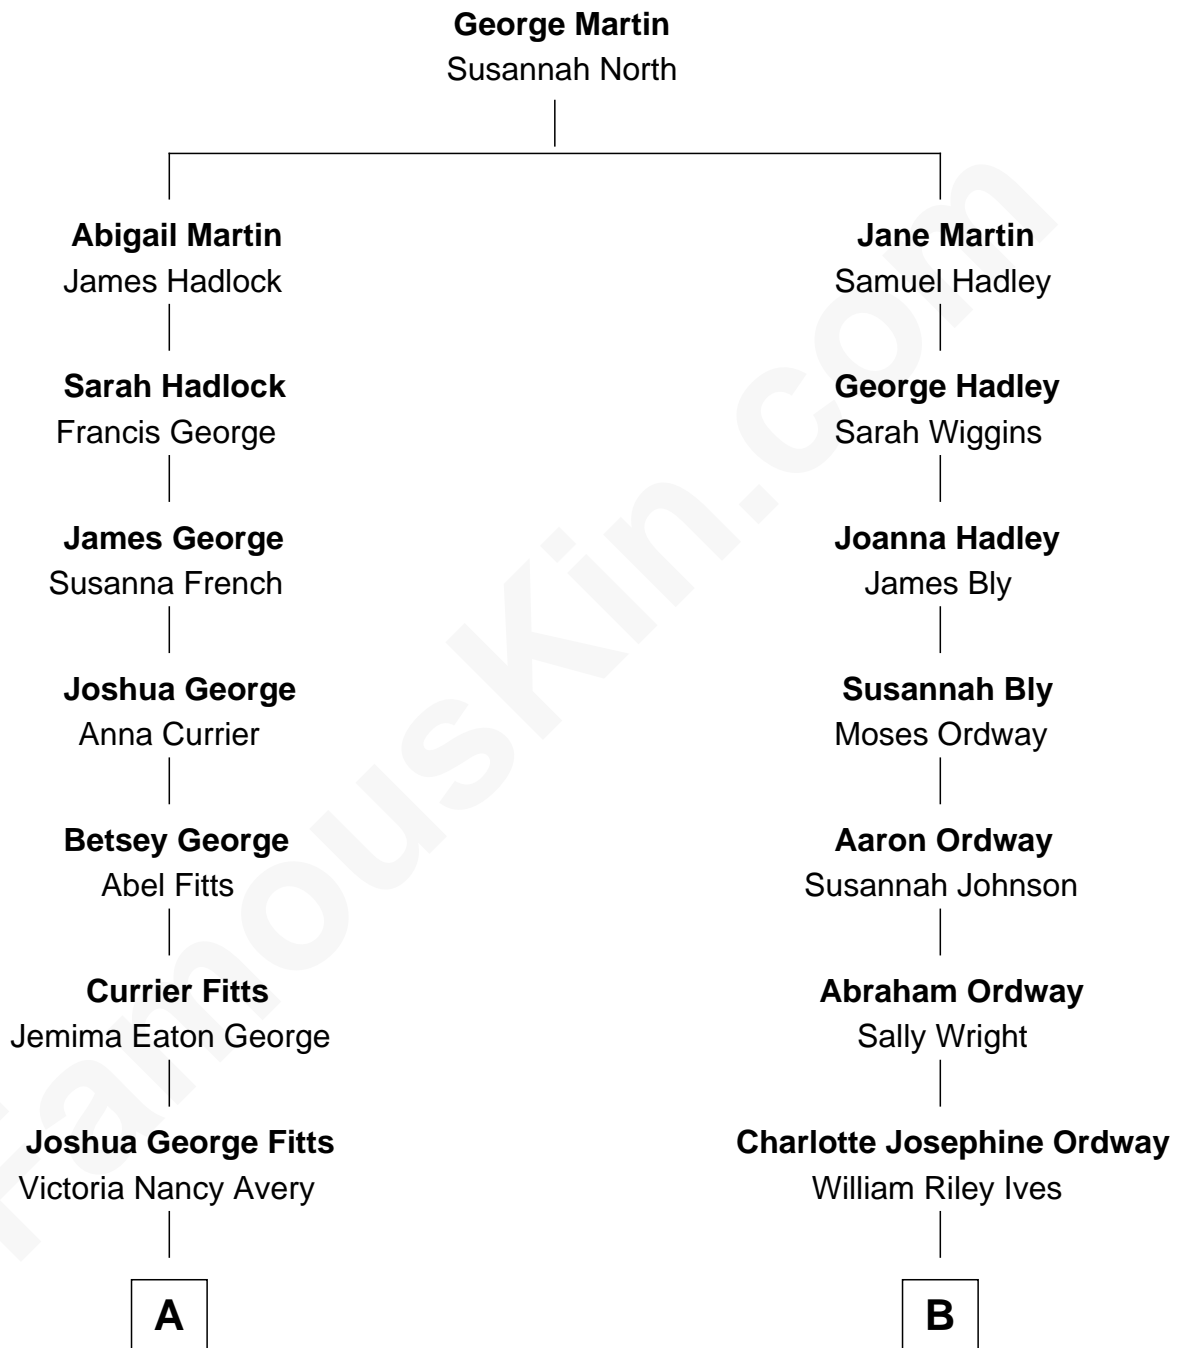 George Martin
Susannah North
Abigail Martin
James Hadlock
Jane Martin
Samuel Hadley
Sarah Hadlock
Francis George
George Hadley
Sarah Wiggins
James George
Susanna French
Joanna Hadley
James Bly
Joshua George
Anna Currier
Susannah Bly
Moses Ordway
Betsey George
Abel Fitts
Aaron Ordway
Susannah Johnson
Currier Fitts
Jemima Eaton George
Abraham Ordway
Sally Wright
Joshua George Fitts
Victoria Nancy Avery
Charlotte Josephine Ordway
William Riley Ives
A
B
FamousKin.com